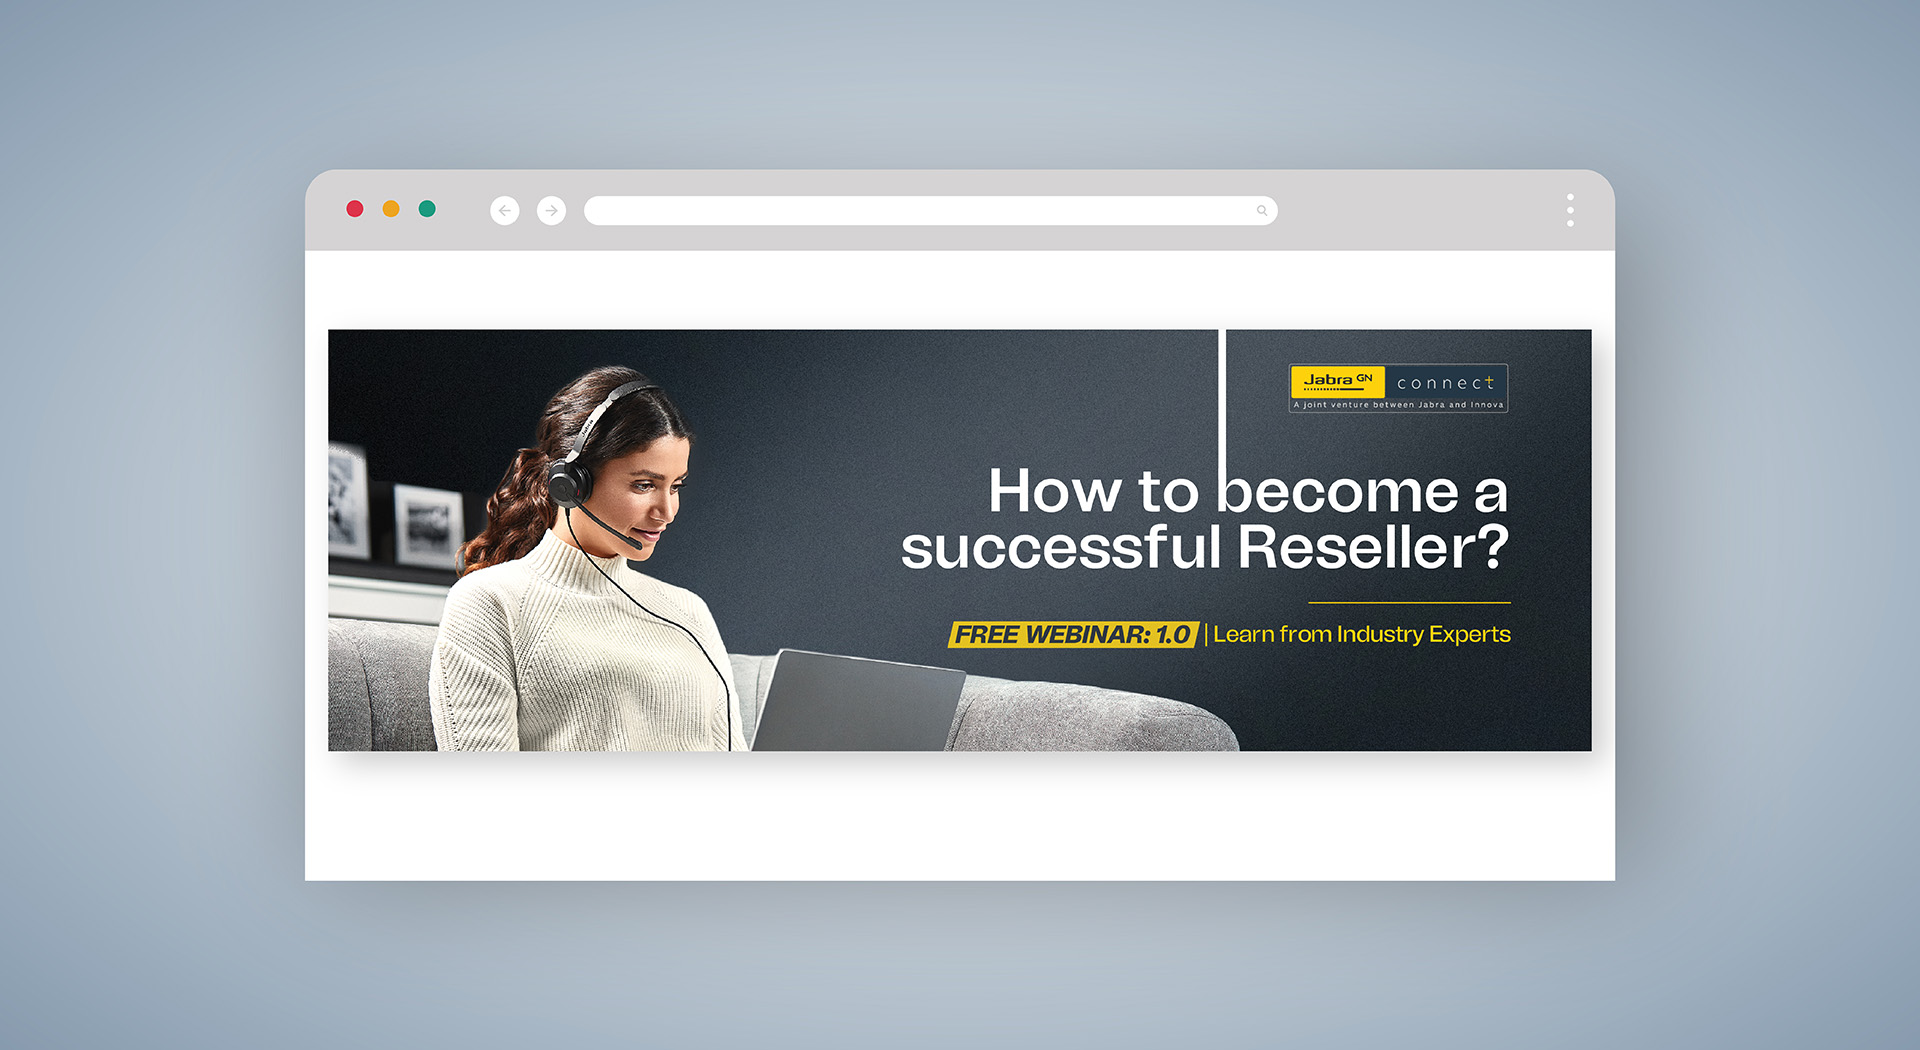 Jabra GN connect
A joint venture between Jabra and Innova
How to become a
successful Reseller?
FREE WEBINAR: 1.0 | Learn from Industry Experts
Jabra